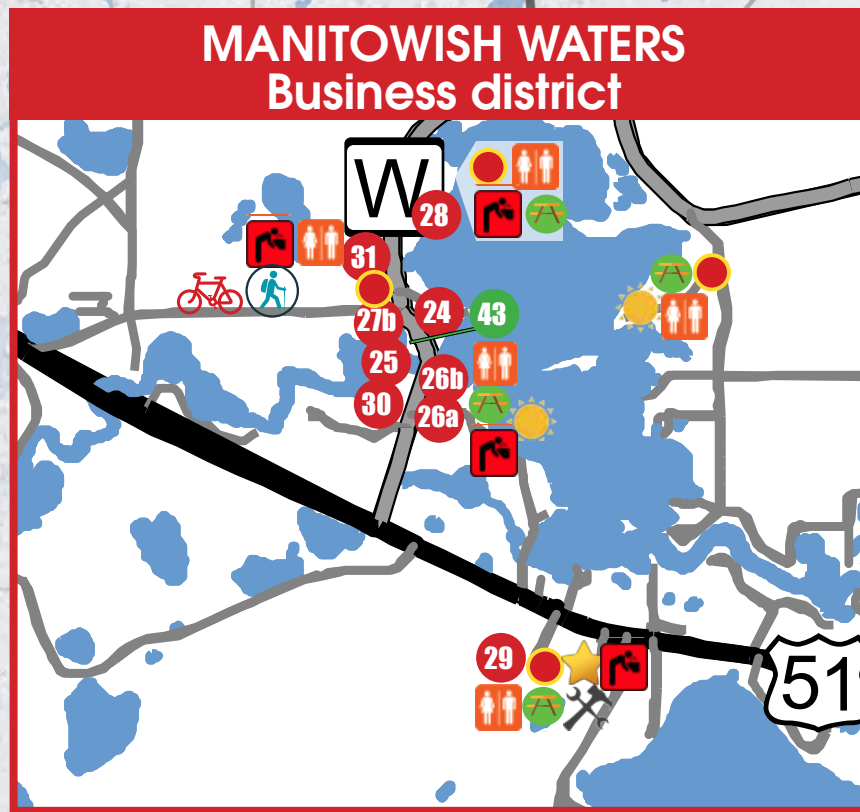 MANITOWISH WATERS
Business district
W
28
31
27b
24
43
25
26b
30
26a
29
51